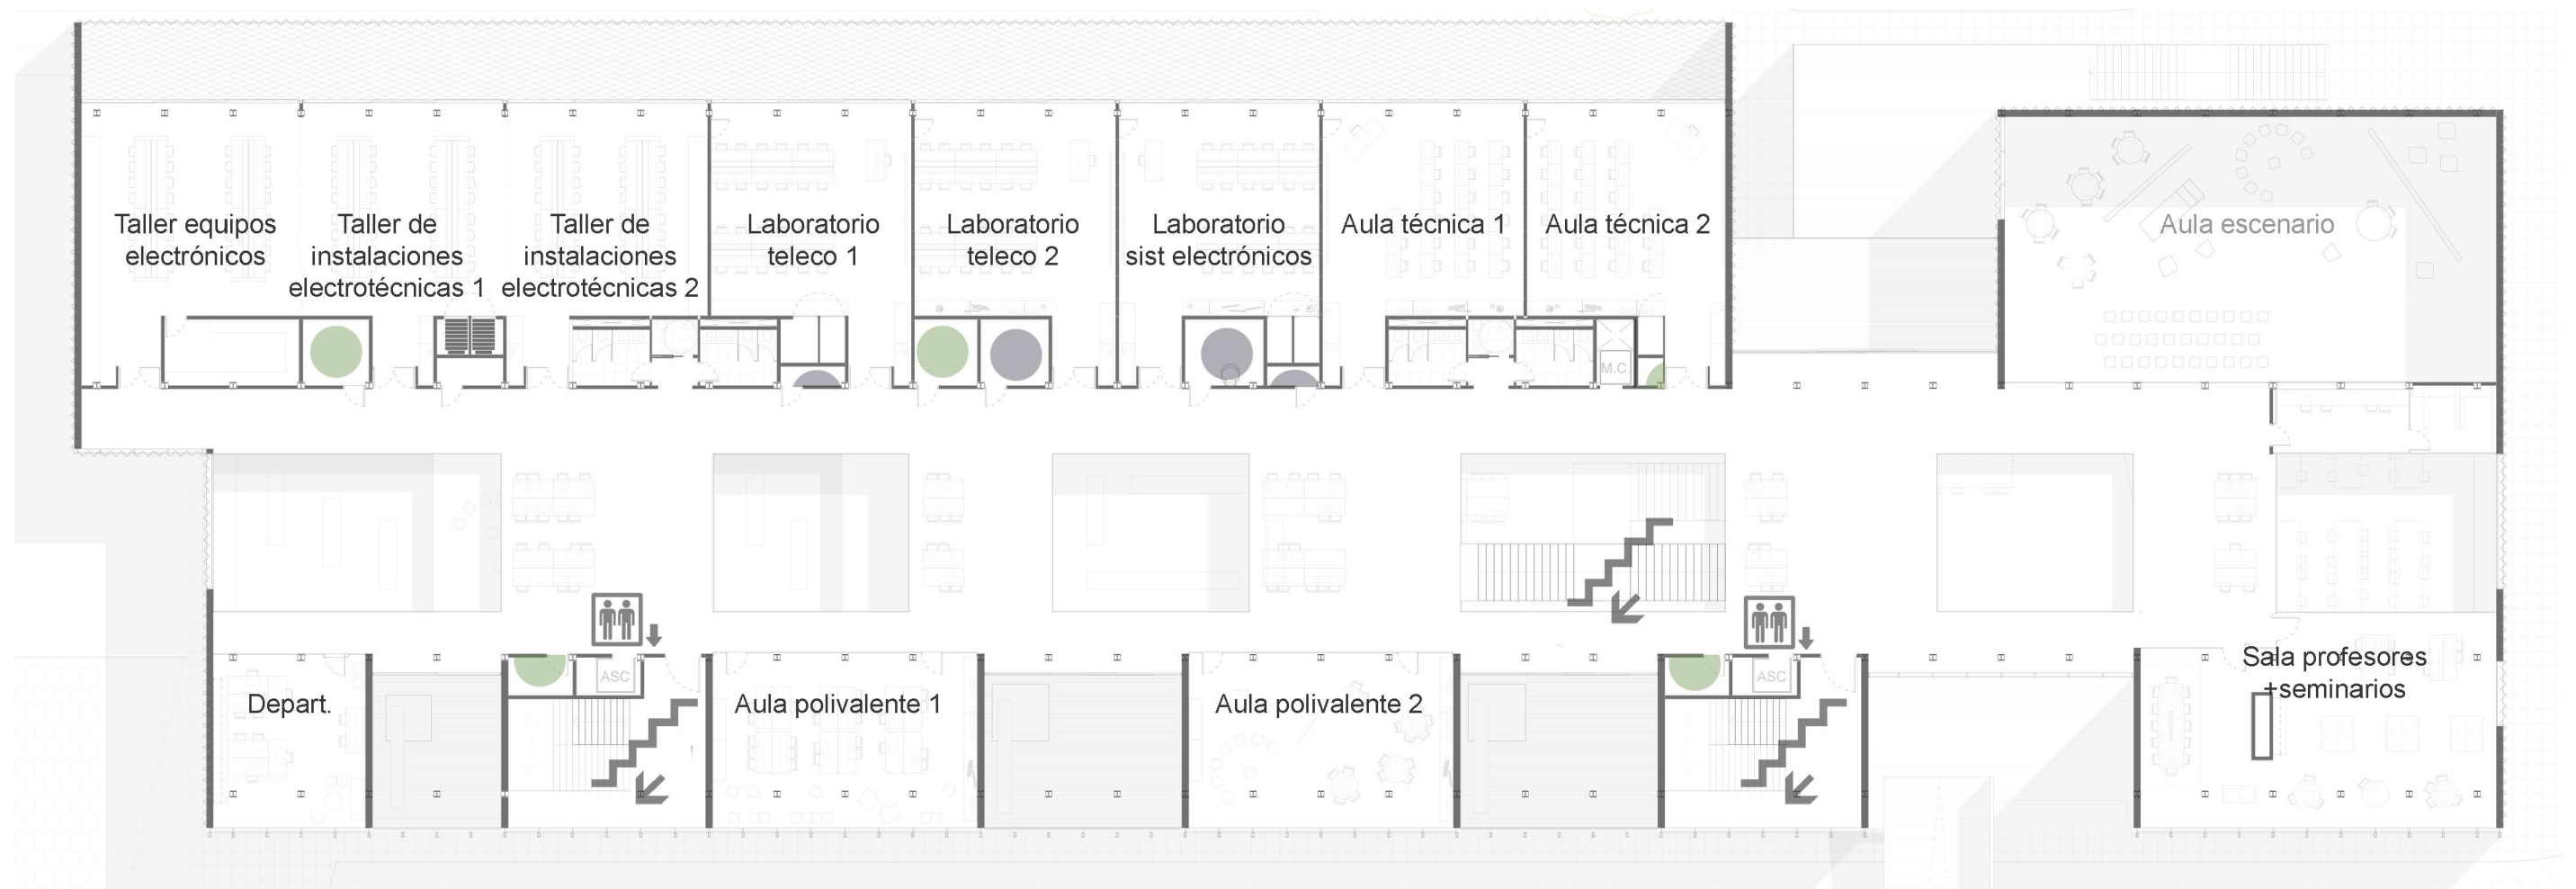 Taller equipos
electrónicos
Taller de
instalaciones
electrotécnicas 1
Taller de
instalaciones
electrotécnicas 2
Laboratorio
teleco 1
Laboratorio
teleco 2
Laboratorio
sist electrónicos
Aula técnica 1
Aula técnica 2
Aula escenario
M.C.
Depart.
ASC
Aula polivalente 1
Aula polivalente 2
ASC
Sala profesores
+seminarios